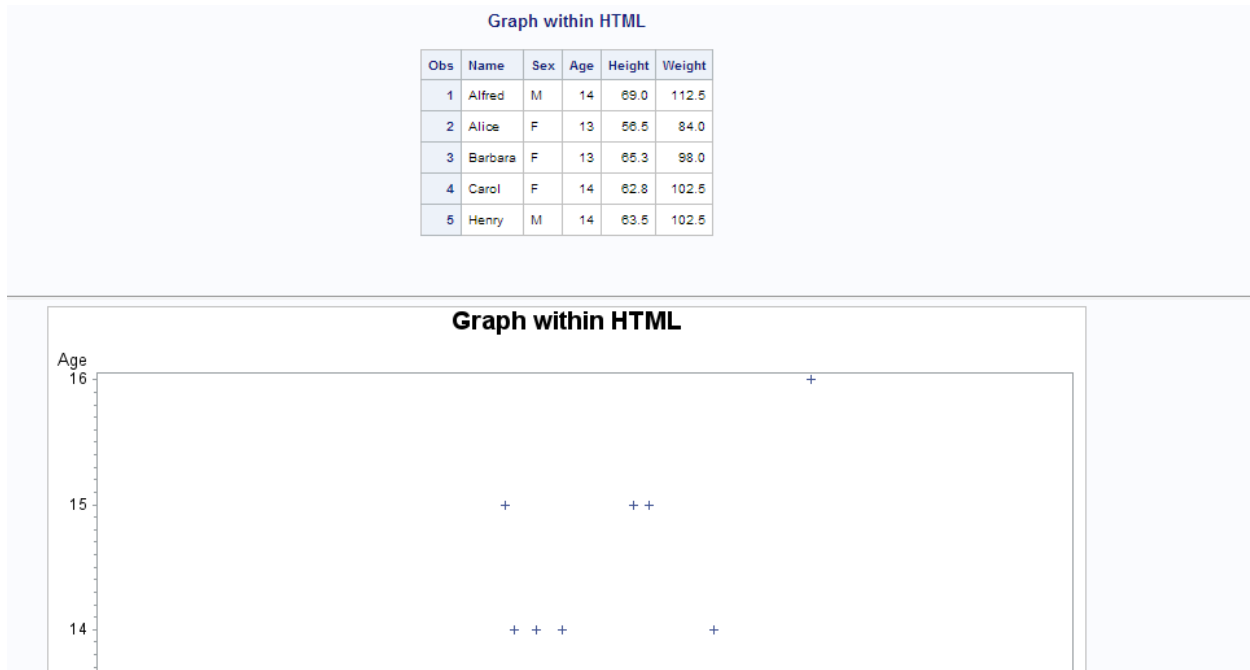 Graph within HTML
Obs Name Sex Age Height Weight
1 Alfred M 14 69.0 112.5
2 Alice F 13 56.5 84.0
3 Barbara F 13 65.3 98.0
4 Carol F 14 62.8 102.5
5 Henry M 14 63.5 102.5
Graph within HTML
Age
16
15
14